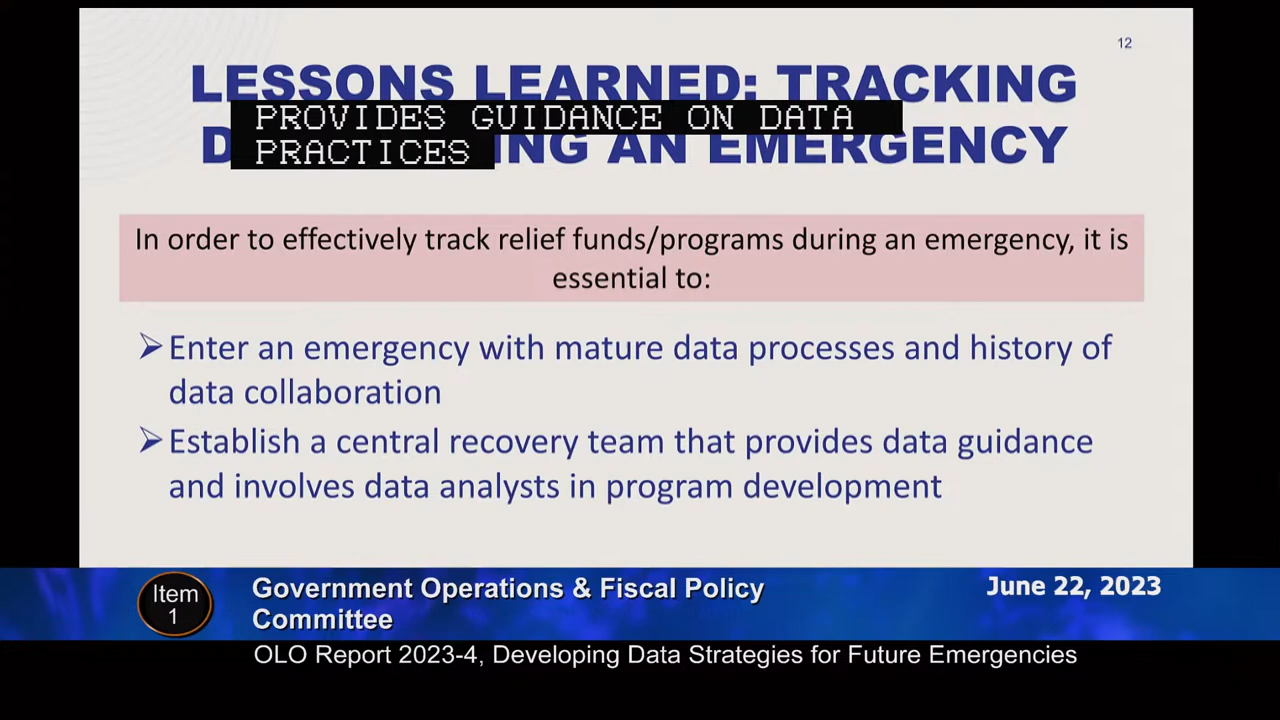 12
LESSONS LEARNED: TRACKING
PROVIDES GUIDANCE ON DATA
PRACTICES
AN EMERGENCY
In order to effectively track relief funds/programs during an emergency, it is
essential to:
➢Enter an emergency with mature data processes and history of
data collaboration
➢Establish a central recovery team that provides data guidance
and involves data analysts in program development
Item
1
Government Operations & Fiscal Policy
Committee
June 22, 2023
OLO Report 2023-4, Developing Data Strategies for Future Emergencies